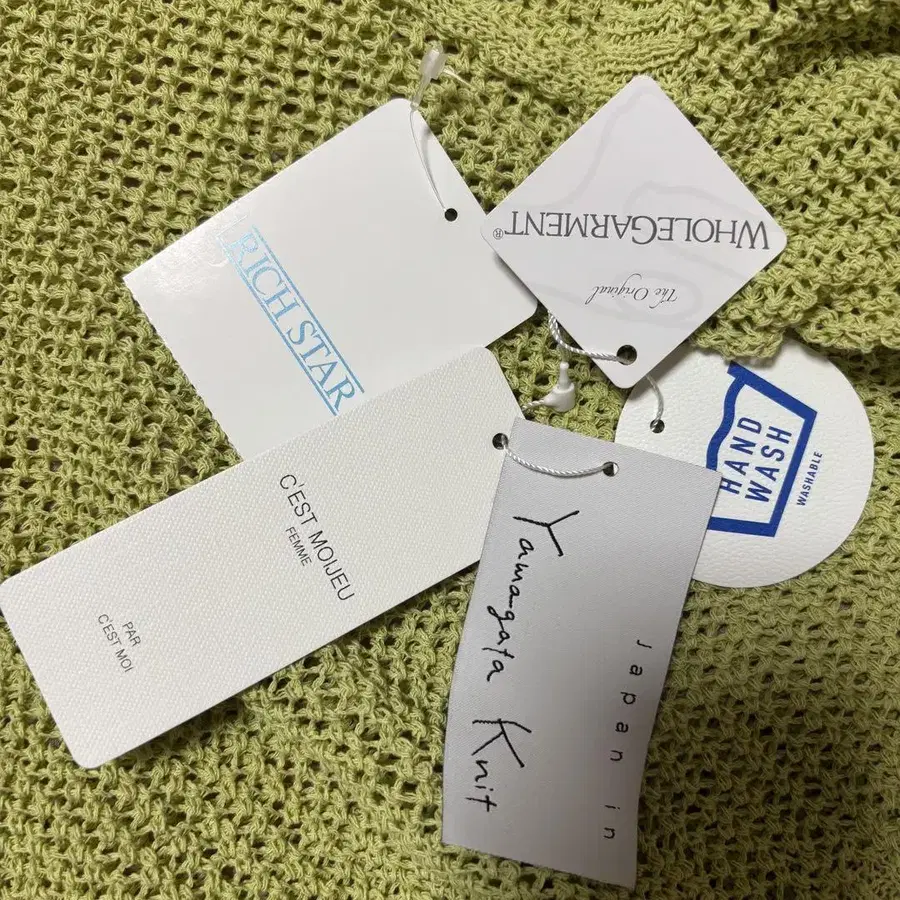 RICH STAR
WHOLEGARMENT®
The Original
HAND
WASH
WASHABLE
C'EST MOIJEU
FEMME
PAR
C'EST MOI
Yamagata Knit
Japan in